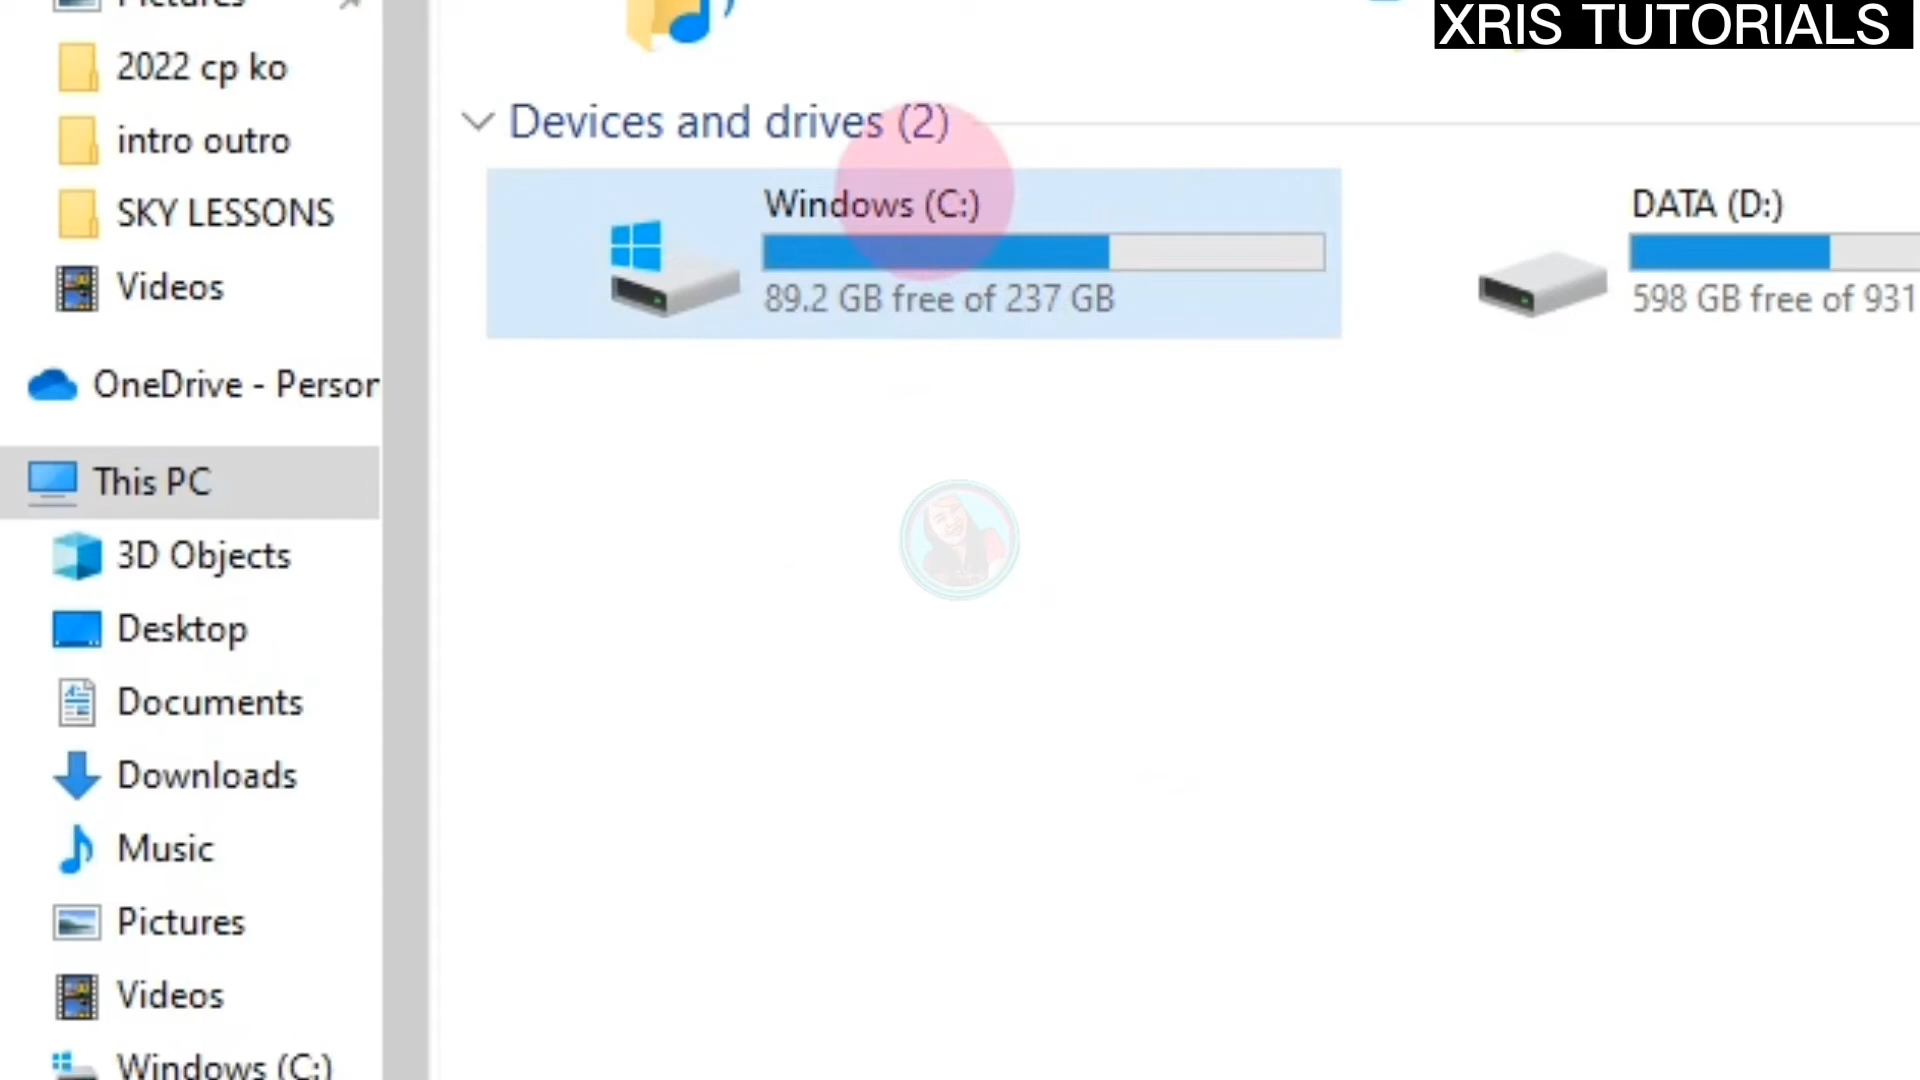 XRIS TUTORIALS
Pictures
2022 cp ko
intro outro
SKY LESSONS
Videos
OneDrive - Person
This PC
3D Objects
Desktop
Documents
Downloads
Music
Pictures
Videos
Windows (C:)
Devices and drives (2)
Windows (C:)
89.2 GB free of 237 GB
DATA (D:)
598 GB free of 931